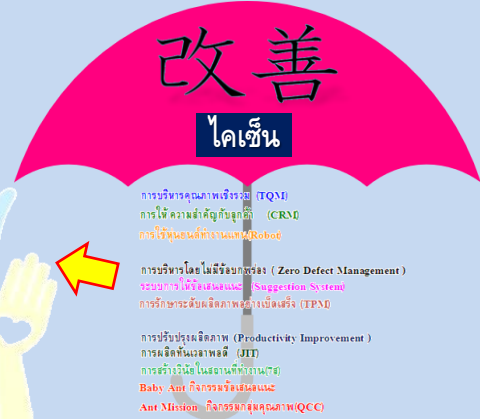 改善
ไคเซ็น
การบริหารคุณภาพเชิงรวม (TQM)
การให้ความสำคัญกับลูกค้า (CRM)
การใช้หุ่นยนต์ทำงานแทน(Robot)
การบริหารโดยไม่มีข้อบกพร่อง ( Zero Defect Management )
ระบบการให้ข้อเสนอแนะ (Suggestion System)
การรักษาระดับผลิตภาพอย่างเบ็ดเสร็จ (TPM)
การปรับปรุงผลิตภาพ (Productivity Improvement )
การผลิตทันเวลาพอดี (JIT)
การสร้างวินัยในสถานที่ทำงาน(7ส)
Baby Ant กิจกรรมข้อเสนอแนะ
Ant Mission กิจกรรมกลุ่มคุณภาพ(QCC)